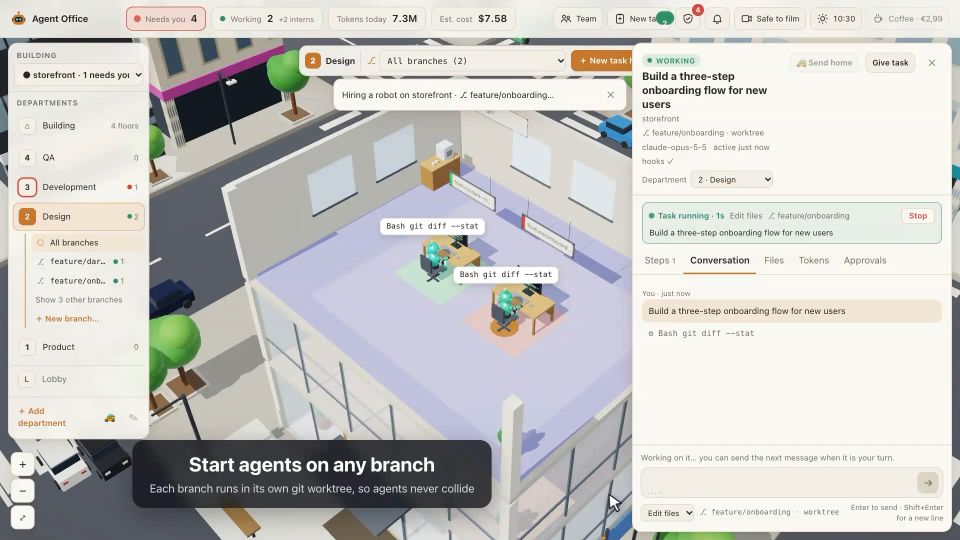 Agent Office
Needs you 4
Working 2 +2 interns
Tokens today 7.3M
Est. cost $7.58
Team
New ta
2
4
Safe to film
10:30
Coffee · €2,99
BUILDING
storefront · 1 needs you
DEPARTMENTS
Building 4 floors
4 QA 0
3 Development 1
2 Design 2
All branches
feature/dar… 1
feature/onb… 1
Show 3 other branches
+ New branch…
1 Product 0
L Lobby
+ Add department
2 Design All branches (2) + New task h
Hiring a robot on storefront · feature/onboarding…
Bash git diff --stat
Bash git diff --stat
Start agents on any branch
Each branch runs in its own git worktree, so agents never collide
WORKING
Send home
Give task
Build a three-step
onboarding flow for new
users
storefront
feature/onboarding · worktree
claude-opus-5-5 active just now
hooks ✓
Department 2 · Design
Task running · 1s Edit files feature/onboarding Stop
Build a three-step onboarding flow for new users
Steps 1 Conversation Files Tokens Approvals
You · just now
Build a three-step onboarding flow for new users
Bash git diff --stat
Working on it… you can send the next message when it is your turn.
Edit files feature/onboarding · worktree
Enter to send · Shift+Enter
for a new line